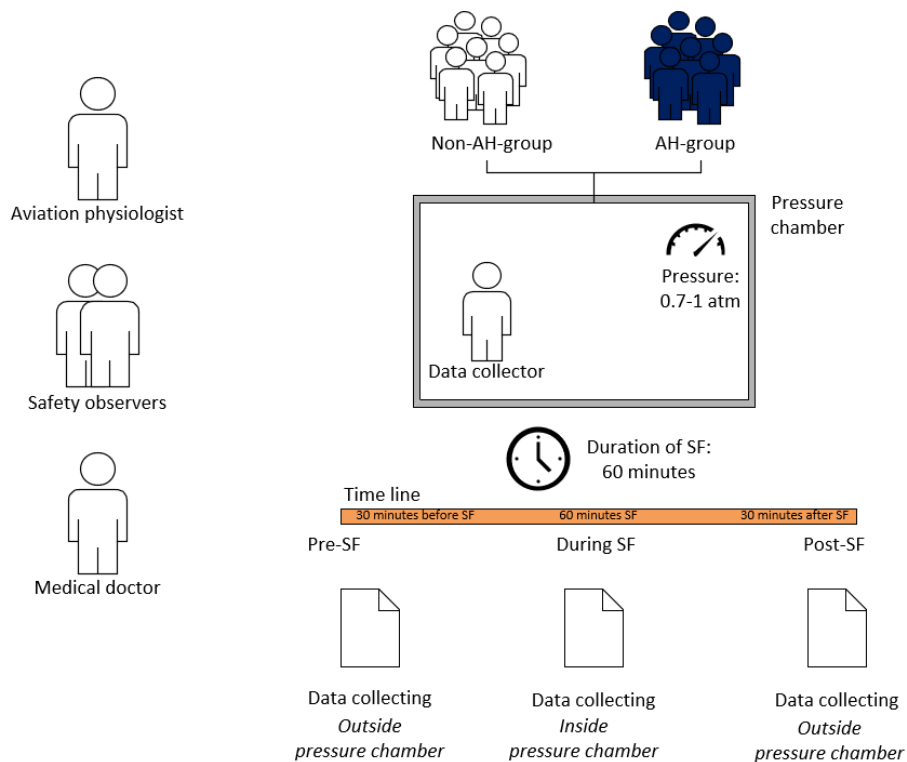 Non-AH-group
AH-group
Aviation physiologist
Pressure
chamber
Pressure:
0.7-1 atm
Data collector
Safety observers
Duration of SF:
60 minutes
Time line
30 minutes before SF
60 minutes SF
30 minutes after SF
Pre-SF
During SF
Post-SF
Medical doctor
Data collecting
Outside
pressure chamber
Data collecting
Inside
pressure chamber
Data collecting
Outside
pressure chamber